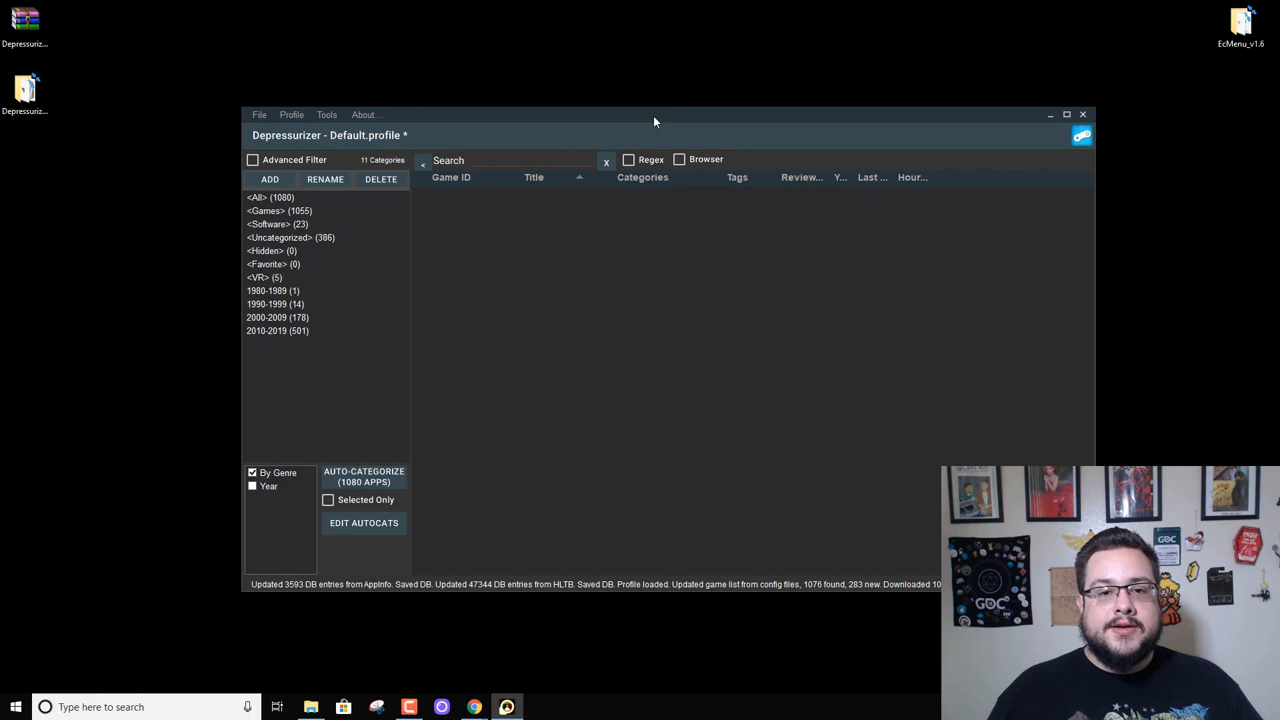 Depressuriz...
EcMenu_v1.6
Depressuriz...
File Profile Tools About...
Depressurizer - Default.profile *
Advanced Filter 11 Categories < Search X Regex Browser
ADD RENAME DELETE
Game ID Title Categories Tags Review... Y... Last ... Hour...
<All> (1080)
<Games> (1055)
<Software> (23)
<Uncategorized> (386)
<Hidden> (0)
<Favorite> (0)
<VR> (5)
1980-1989 (1)
1990-1999 (14)
2000-2009 (178)
2010-2019 (501)
By Genre
Year
AUTO-CATEGORIZE
(1080 APPS)
Selected Only
EDIT AUTOCATS
Updated 3593 DB entries from AppInfo. Saved DB. Updated 47344 DB entries from HLTB. Saved DB. Profile loaded. Updated game list from config files, 1076 found, 283 new. Downloaded 10
GDC
GDC
Type here to search